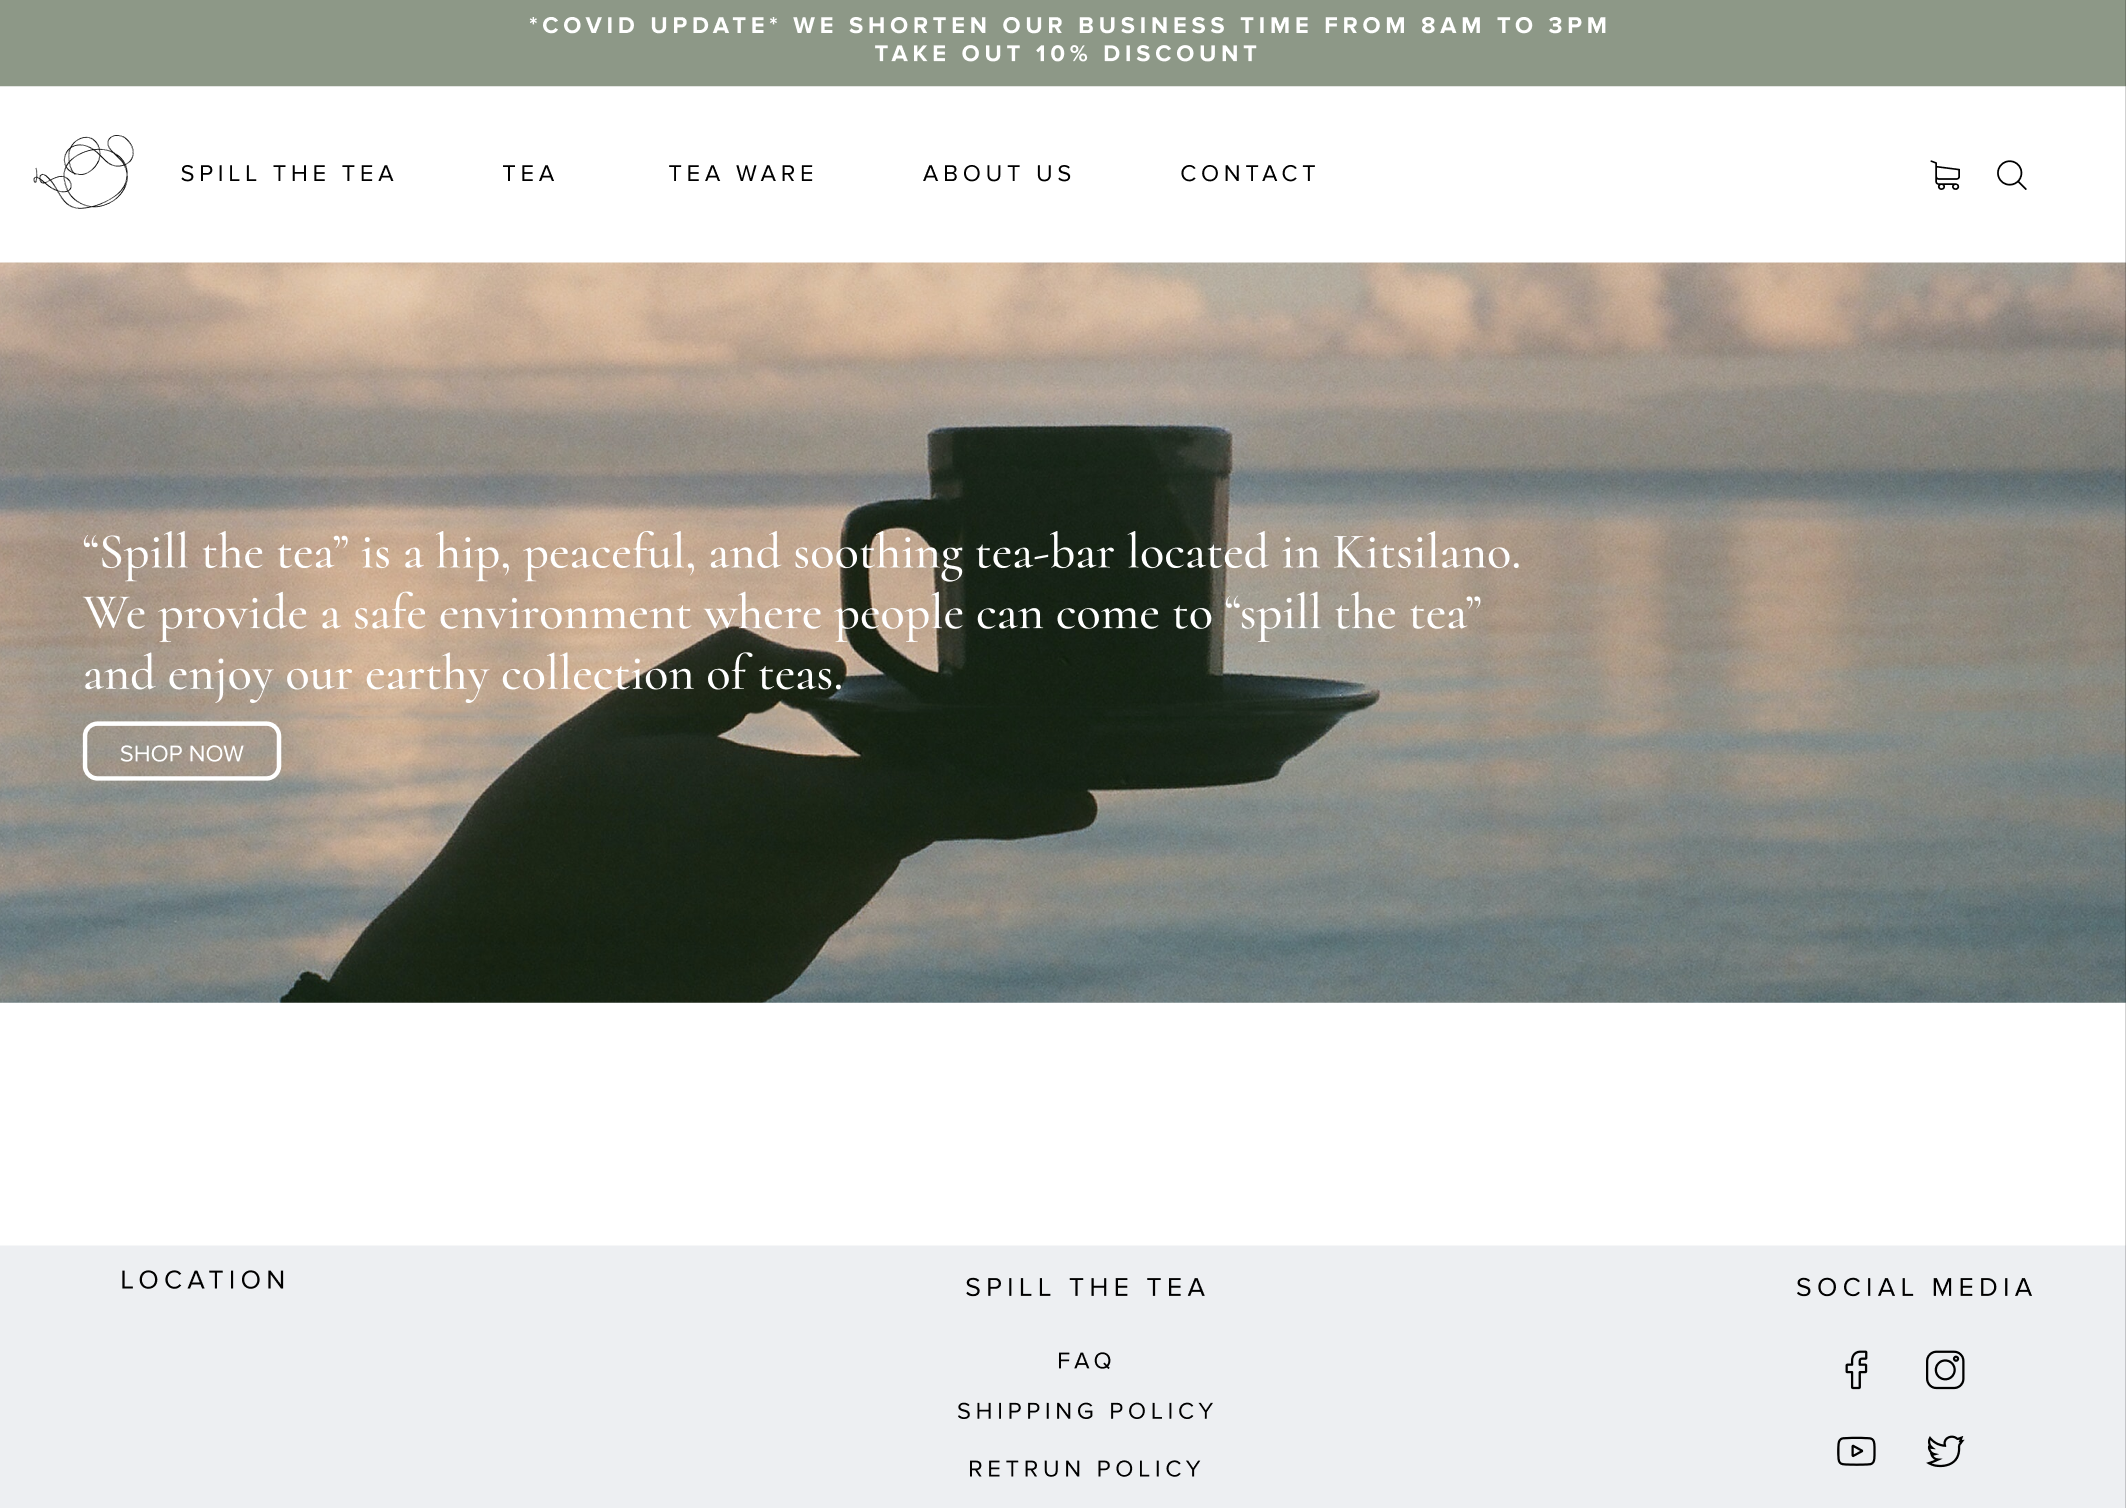 *COVID UPDATE* WE SHORTEN OUR BUSINESS TIME FROM 8AM TO 3PM
TAKE OUT 10% DISCOUNT
SPILL THE TEA TEA TEA WARE ABOUT US CONTACT
“Spill the tea” is a hip, peaceful, and soothing tea-bar located in Kitsilano.
We provide a safe environment where people can come to “spill the tea”
and enjoy our earthy collection of teas.
SHOP NOW
LOCATION
SPILL THE TEA
FAQ
SHIPPING POLICY
RETRUN POLICY
SOCIAL MEDIA